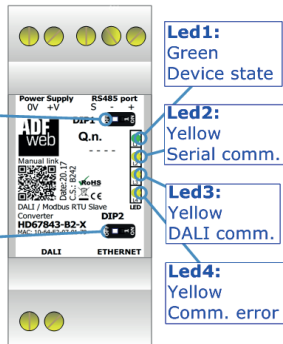 Led1:
Green
Device state
Led2:
Yellow
Serial comm.
Led3:
Yellow
DALI comm.
Led4:
Yellow
Comm. error
Power Supply RS485 port
0V +V S - +
DIP1
ADF
web
Q.n.
- - - -
Manual link
Date:20.17
C.S.: B242
RoHS
CE
LED
DALI / Modbus RTU Slave
Converter
HD67843-B2-X
DIP2
DALI ETHERNET